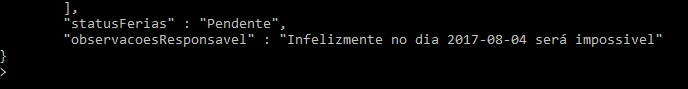 ],
"statusFerias" : "Pendente",
"observacoesResponsavel" : "Infelizmente no dia 2017-08-04 será impossivel"
}
>